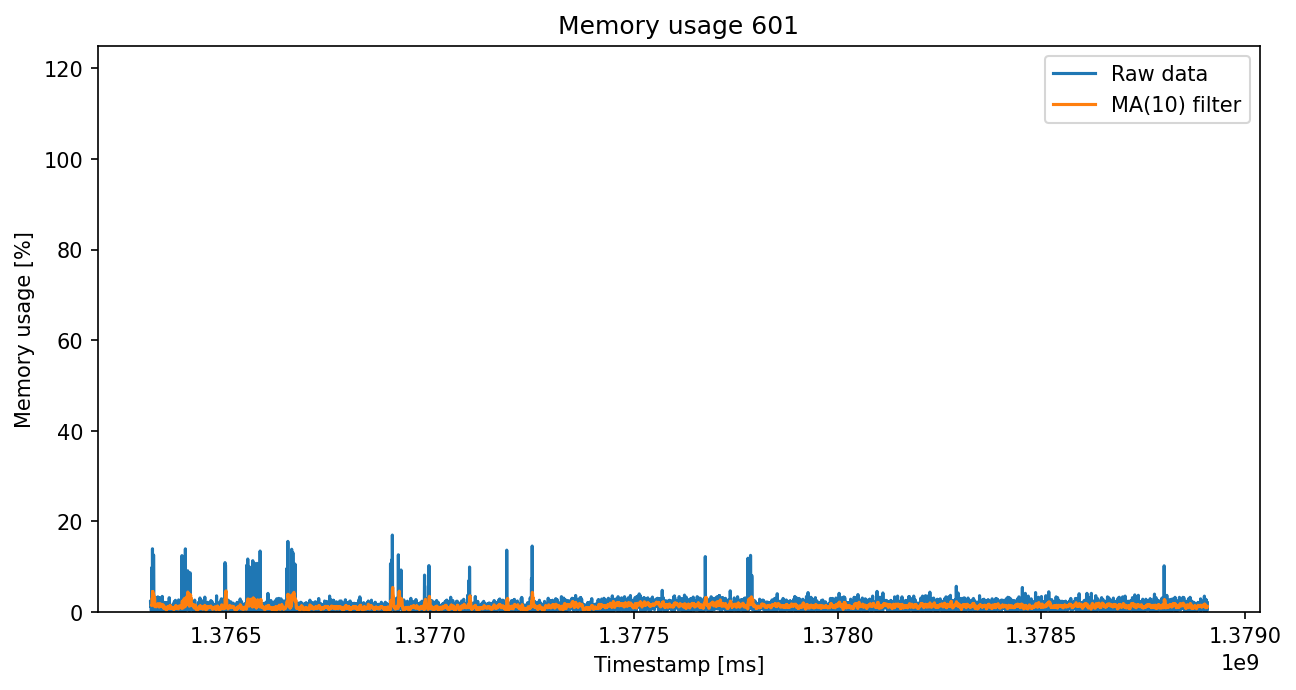 Memory usage 601
Raw data
MA(10) filter
Memory usage [%]
120
100
80
60
40
20
0
1.3765 1.3770 1.3775 1.3780 1.3785 1.3790
1e9
Timestamp [ms]